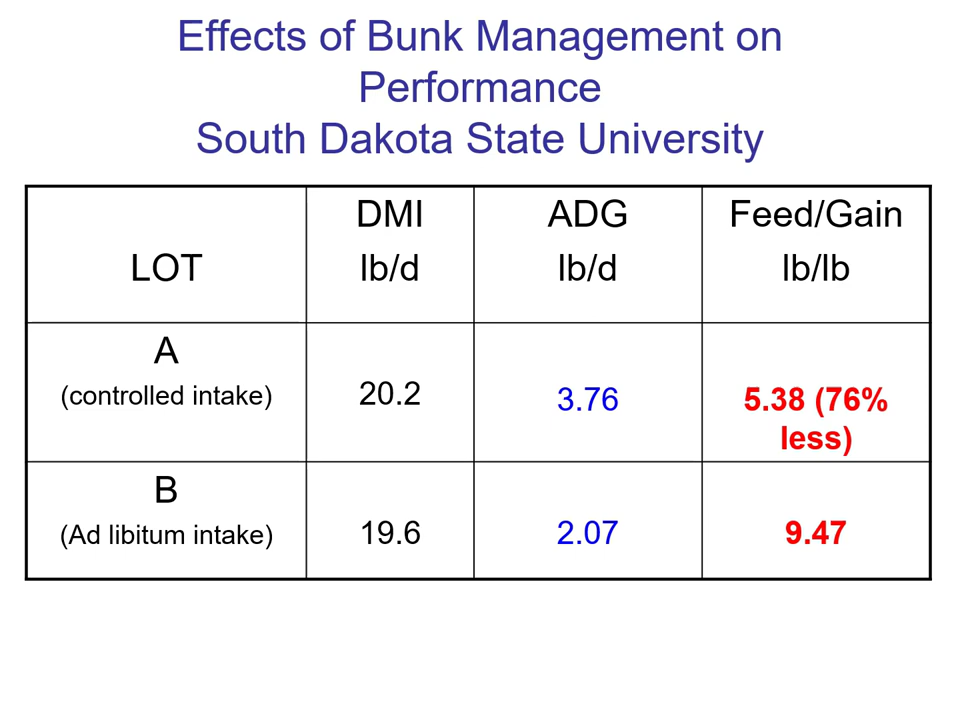 Effects of Bunk Management on
Performance
South Dakota State University
LOT
DMI
lb/d
ADG
lb/d
Feed/Gain
lb/lb
A
(controlled intake)
20.2
3.76
5.38 (76%
less)
B
(Ad libitum intake)
19.6
2.07
9.47